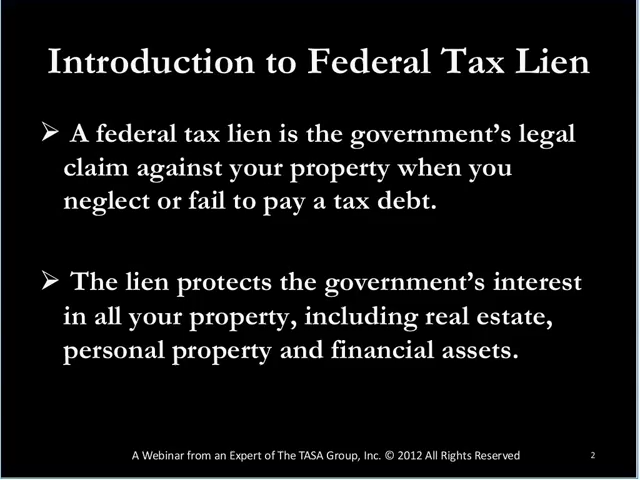 Introduction to Federal Tax Lien
➢ A federal tax lien is the government’s legal
claim against your property when you
neglect or fail to pay a tax debt.
➢ The lien protects the government’s interest
in all your property, including real estate,
personal property and financial assets.
A Webinar from an Expert of The TASA Group, Inc. © 2012 All Rights Reserved
2